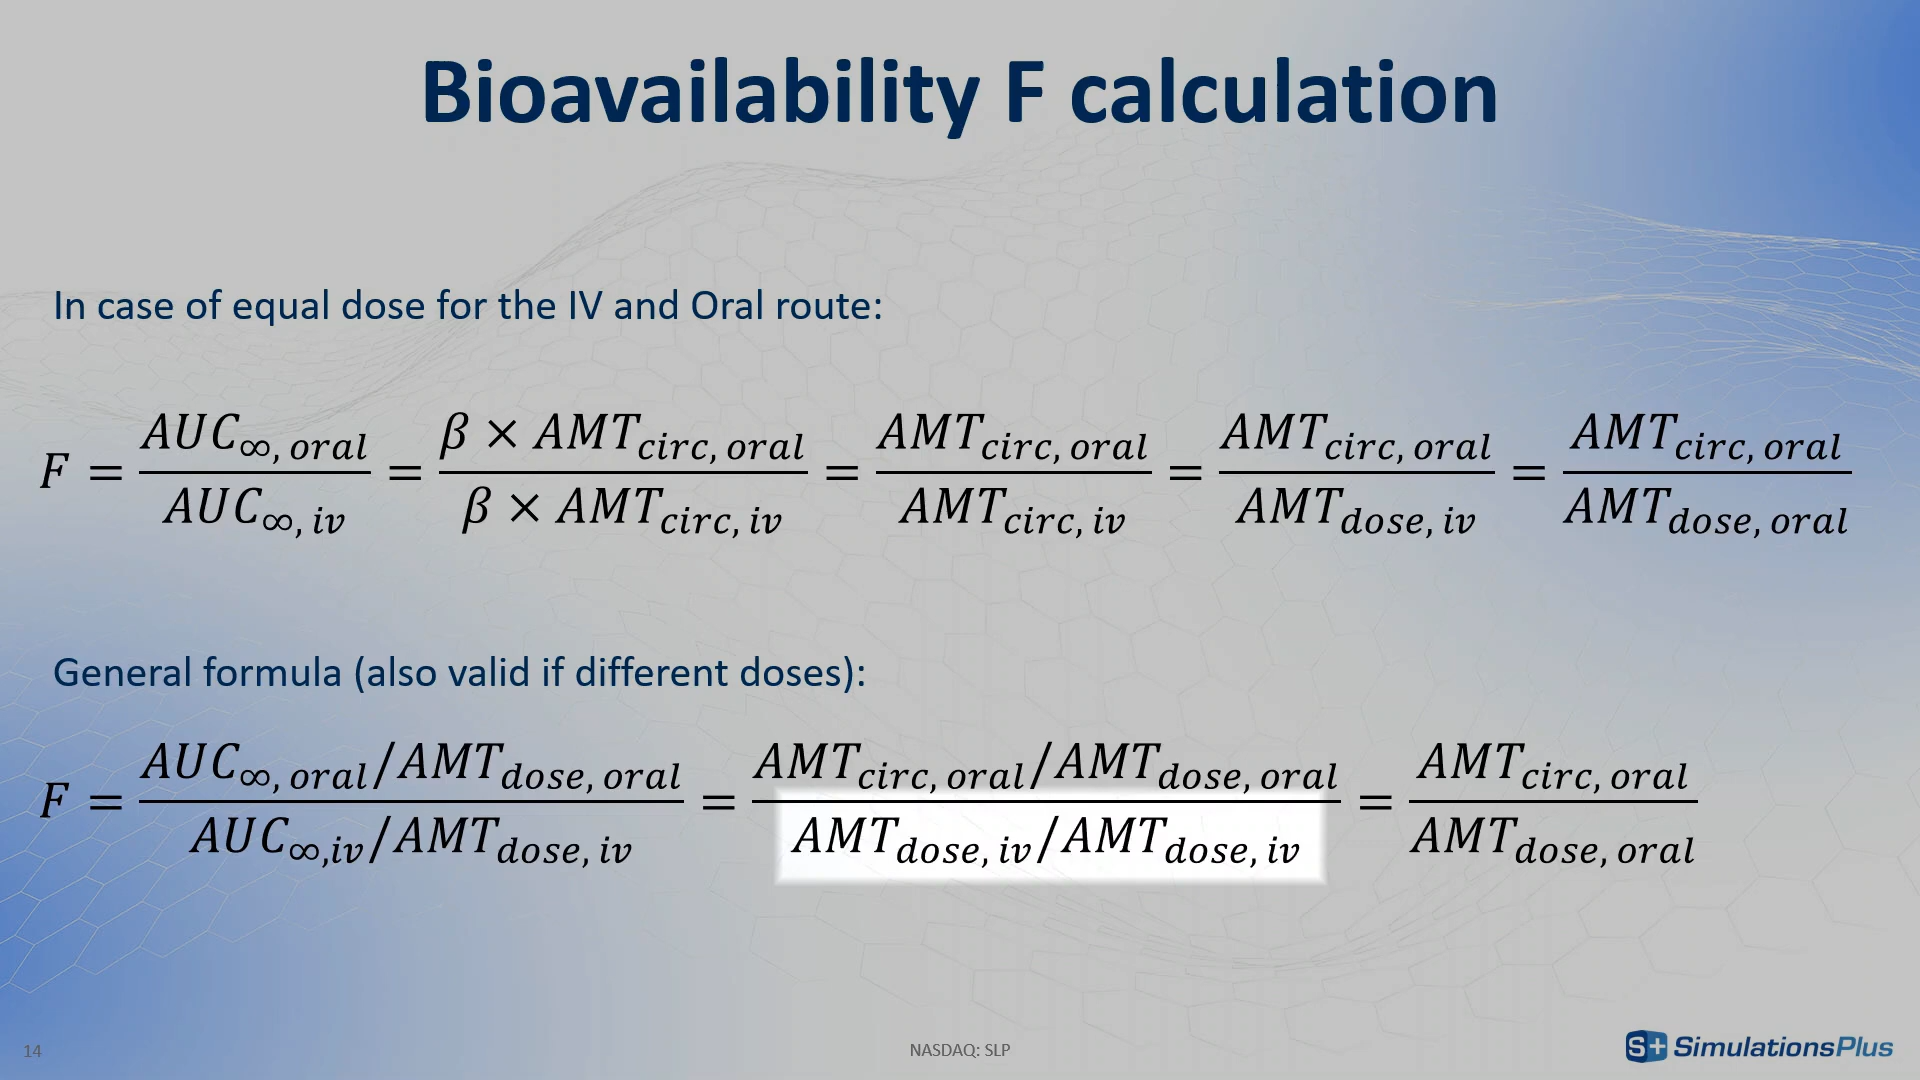 Bioavailability F calculation
In case of equal dose for the IV and Oral route:
F = AUC∞, oral / AUC∞, iv = β × AMTcirc, oral / β × AMTcirc, iv = AMTcirc, oral / AMTcirc, iv = AMTcirc, oral / AMTdose, iv = AMTcirc, oral / AMTdose, oral
General formula (also valid if different doses):
F = (AUC∞, oral/AMTdose, oral) / (AUC∞,iv/AMTdose, iv) = (AMTcirc, oral/AMTdose, oral) / (AMTdose, iv/AMTdose, iv) = AMTcirc, oral / AMTdose, oral
14
NASDAQ: SLP
S+ SimulationsPlus